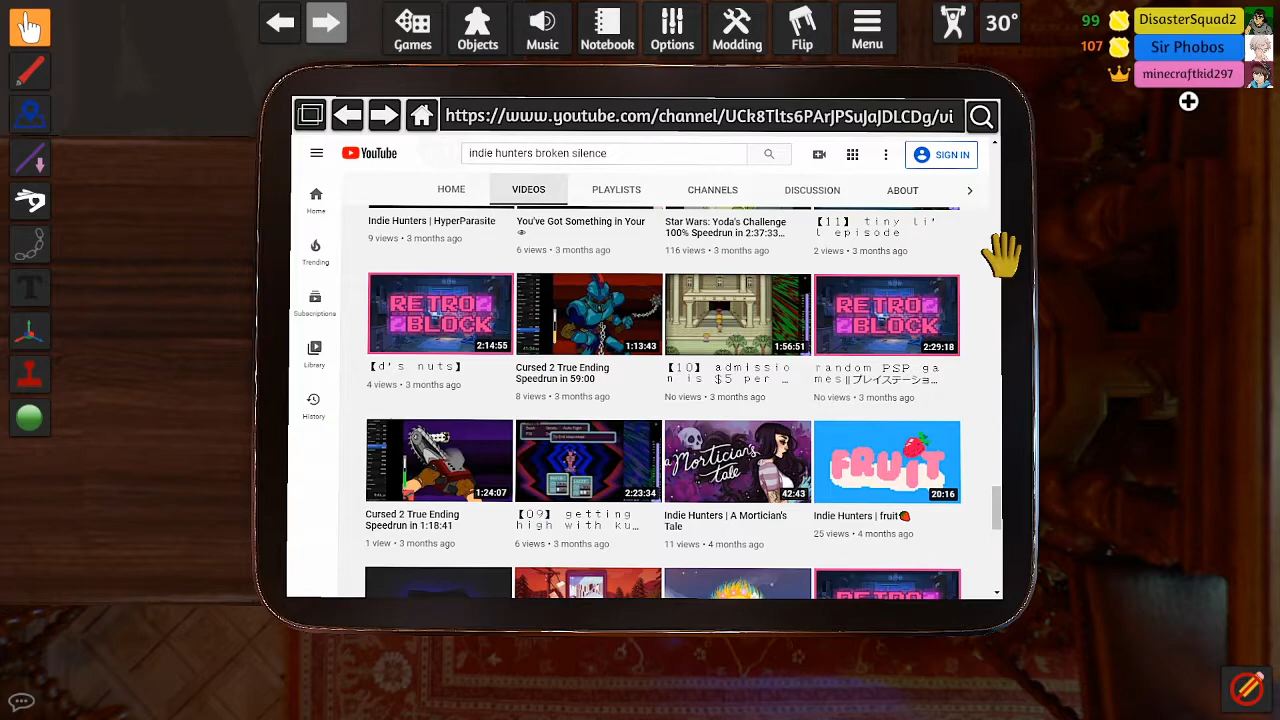 Games Objects Music Notebook Options Modding Flip Menu 30°
99 DisasterSquad2
107 Sir Phobos
minecraftkid297
https://www.youtube.com/channel/UCk8Tlts6PArJPSuJaJDLCDg/vi
YouTube
indie hunters broken silence
SIGN IN
HOME VIDEOS PLAYLISTS CHANNELS DISCUSSION ABOUT
Home
Trending
Subscriptions
Library
History
Indie Hunters | HyperParasite
9 views • 3 months ago
You've Got Something in Your
6 views • 3 months ago
Star Wars: Yoda's Challenge
100% Speedrun in 2:37:33...
116 views • 3 months ago
【11】 tiny li'
l episode
2 views • 3 months ago
RETRO
BLOCK
2:14:55
【d's nuts】
4 views • 3 months ago
1:13:43
Cursed 2 True Ending
Speedrun in 59:00
8 views • 3 months ago
1:56:51
【10】 admissio
n is $5 per ...
No views • 3 months ago
RETRO
BLOCK
2:29:18
random PSP ga
mes||プレイステーショ...
No views • 3 months ago
1:24:07
Cursed 2 True Ending
Speedrun in 1:18:41
1 view • 3 months ago
2:23:34
【09】 getting
high with ku...
6 views • 3 months ago
a Mortician's
Tale
42:43
Indie Hunters | A Mortician's
Tale
11 views • 4 months ago
FRUIT
20:16
Indie Hunters | fruit🍓
25 views • 4 months ago
RETRO